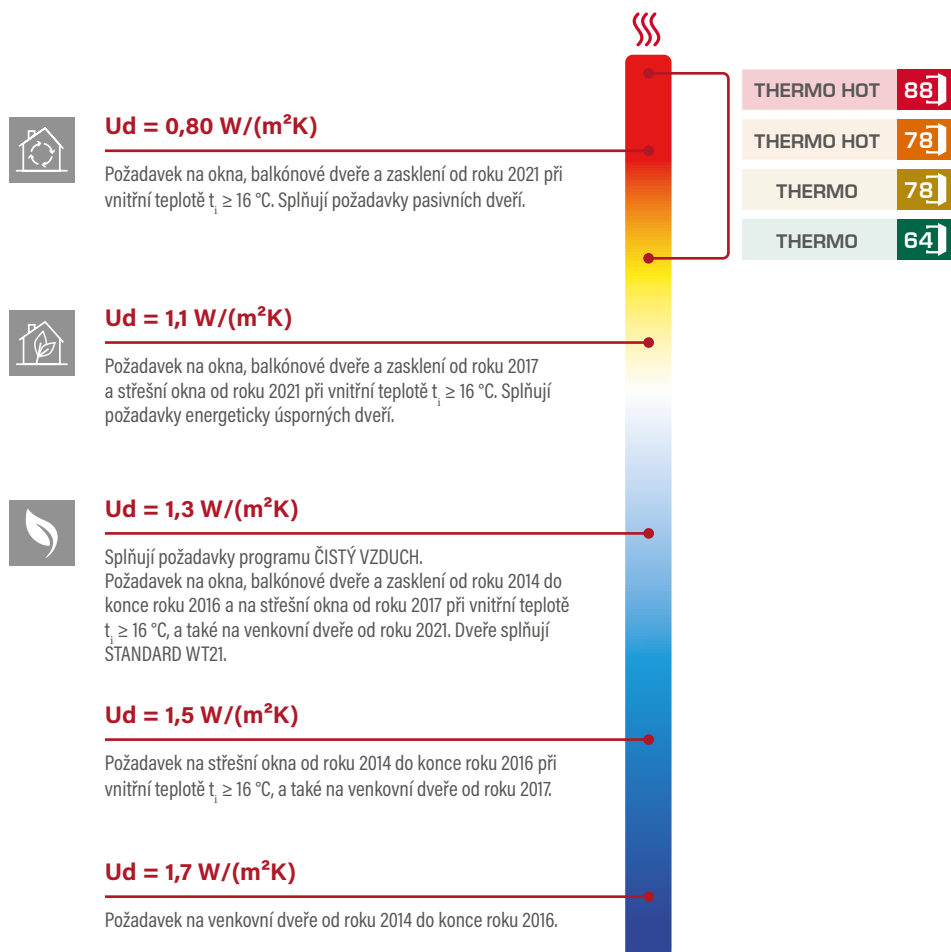 THERMO HOT 88
Ud = 0,80 W/(m²K)
THERMO HOT 78
Požadavek na okna, balkónové dveře a zasklení od roku 2021 při
vnitřní teplotě tᵢ ≥ 16 °C. Splňují požadavky pasivních dveří.
THERMO 78
THERMO 64
Ud = 1,1 W/(m²K)
Požadavek na okna, balkónové dveře a zasklení od roku 2017
a střešní okna od roku 2021 při vnitřní teplotě tᵢ ≥ 16 °C. Splňují
požadavky energeticky úsporných dveří.
Ud = 1,3 W/(m²K)
Splňují požadavky programu ČISTÝ VZDUCH.
Požadavek na okna, balkónové dveře a zasklení od roku 2014 do
konce roku 2016 a na střešní okna od roku 2017 při vnitřní teplotě
tᵢ ≥ 16 °C, a také na venkovní dveře od roku 2021. Dveře splňují
STANDARD WT21.
Ud = 1,5 W/(m²K)
Požadavek na střešní okna od roku 2014 do konce roku 2016 při
vnitřní teplotě tᵢ ≥ 16 °C, a také na venkovní dveře od roku 2017.
Ud = 1,7 W/(m²K)
Požadavek na venkovní dveře od roku 2014 do konce roku 2016.